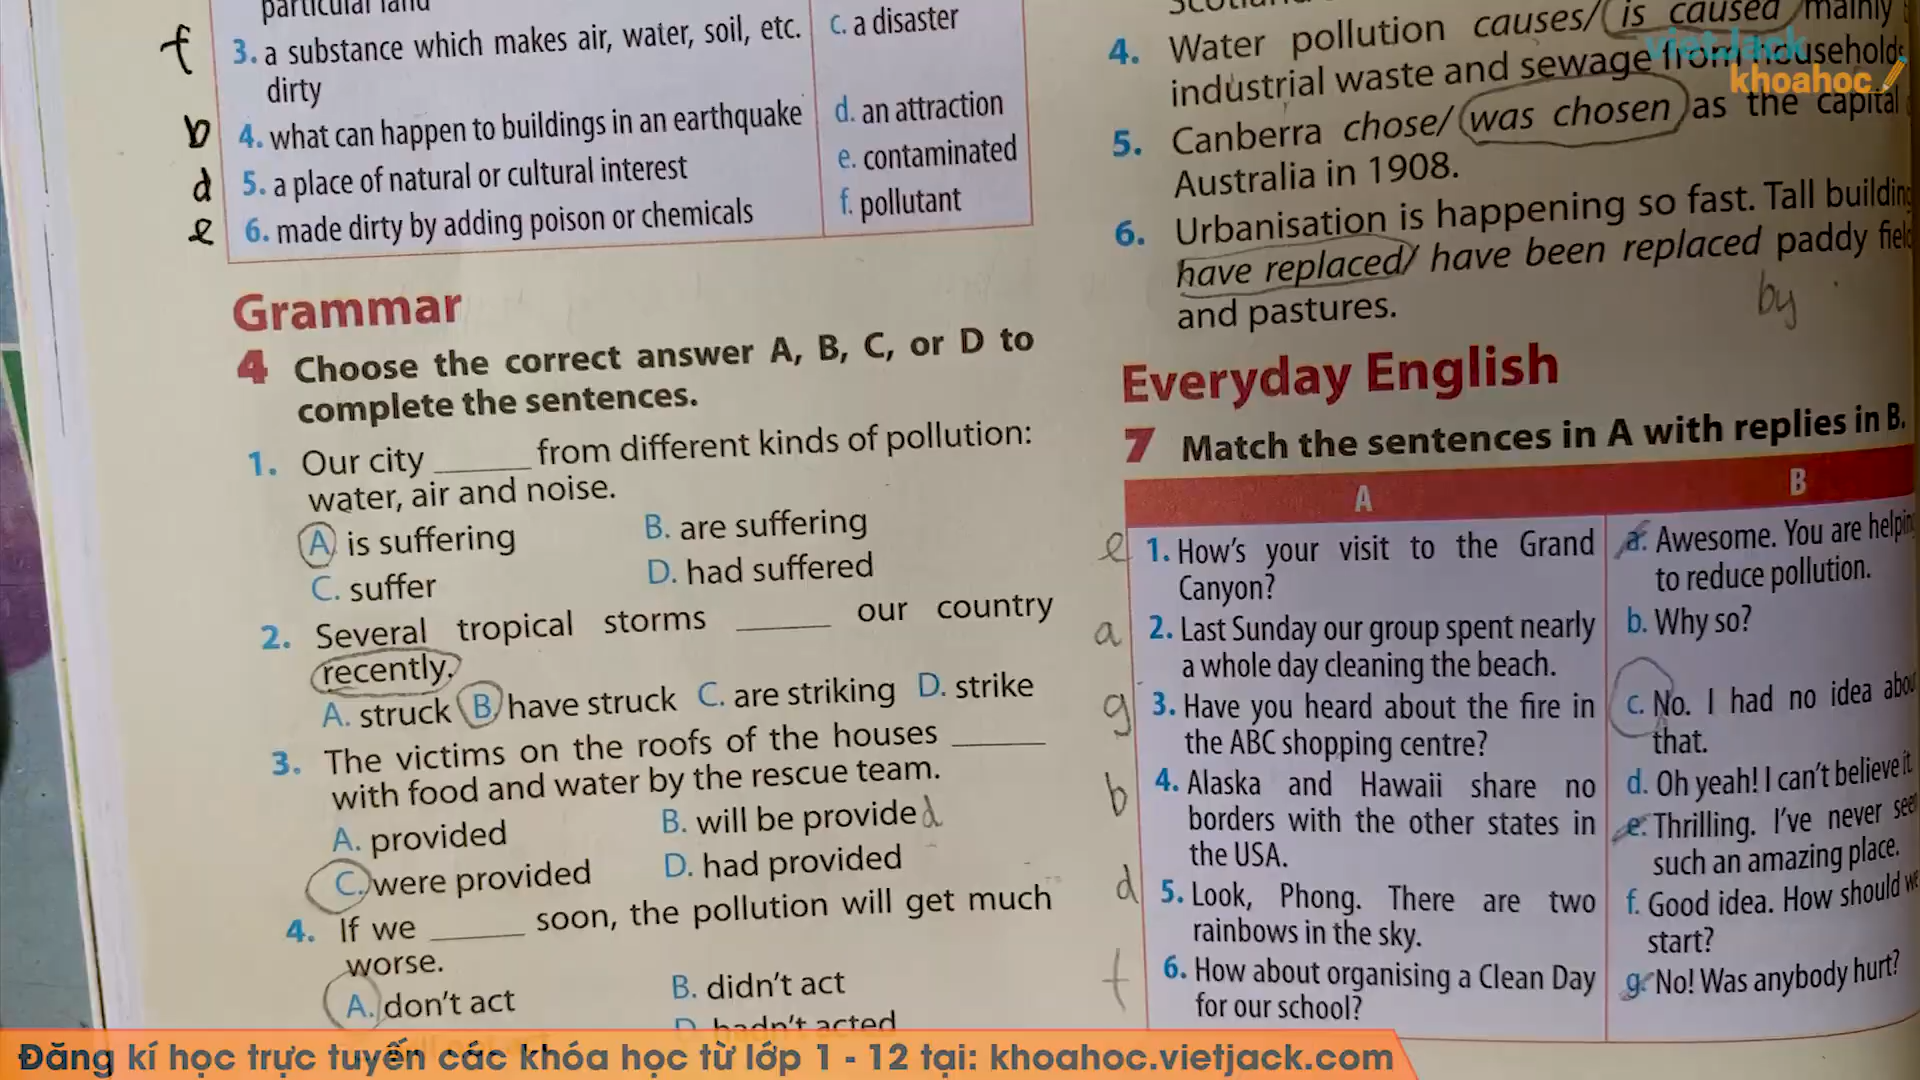 particular land
f 3. a substance which makes air, water, soil, etc.
dirty
b 4. what can happen to buildings in an earthquake
d 5. a place of natural or cultural interest
e 6. made dirty by adding poison or chemicals
c. a disaster
d. an attraction
e. contaminated
f. pollutant
Grammar
4 Choose the correct answer A, B, C, or D to
complete the sentences.
1. Our city ______ from different kinds of pollution:
water, air and noise.
A. is suffering B. are suffering
C. suffer D. had suffered
2. Several tropical storms ______ our country
recently.
A. struck B. have struck C. are striking D. strike
3. The victims on the roofs of the houses ______
with food and water by the rescue team.
A. provided B. will be provided
C. were provided D. had provided
4. If we ______ soon, the pollution will get much
worse.
A. don't act B. didn't act
D. hadn't acted
4. Water pollution causes/ is caused mainly
industrial waste and sewage from households
5. Canberra chose/ was chosen as the capital
Australia in 1908.
6. Urbanisation is happening so fast. Tall
have replaced/ have been replaced paddy
and pastures.
by
Everyday English
7 Match the sentences in A with replies in B.
A
e 1. How's your visit to the Grand
Canyon?
a 2. Last Sunday our group spent nearly
a whole day cleaning the beach.
g 3. Have you heard about the fire in
the ABC shopping centre?
b 4. Alaska and Hawaii share no
borders with the other states in
the USA.
d 5. Look, Phong. There are two
rainbows in the sky.
f 6. How about organising a Clean Day
for our school?
B
a. Awesome. You are
to reduce pollution.
b. Why so?
c. No. I had no idea
that.
d. Oh yeah! I can't believe it
e. Thrilling. I've never
such an amazing place.
f. Good idea. How should
start?
g. No! Was anybody hurt?
vietJack
khoahoc
Đăng kí học trực tuyến các khóa học từ lớp 1 - 12 tại: khoahoc.vietjack.com